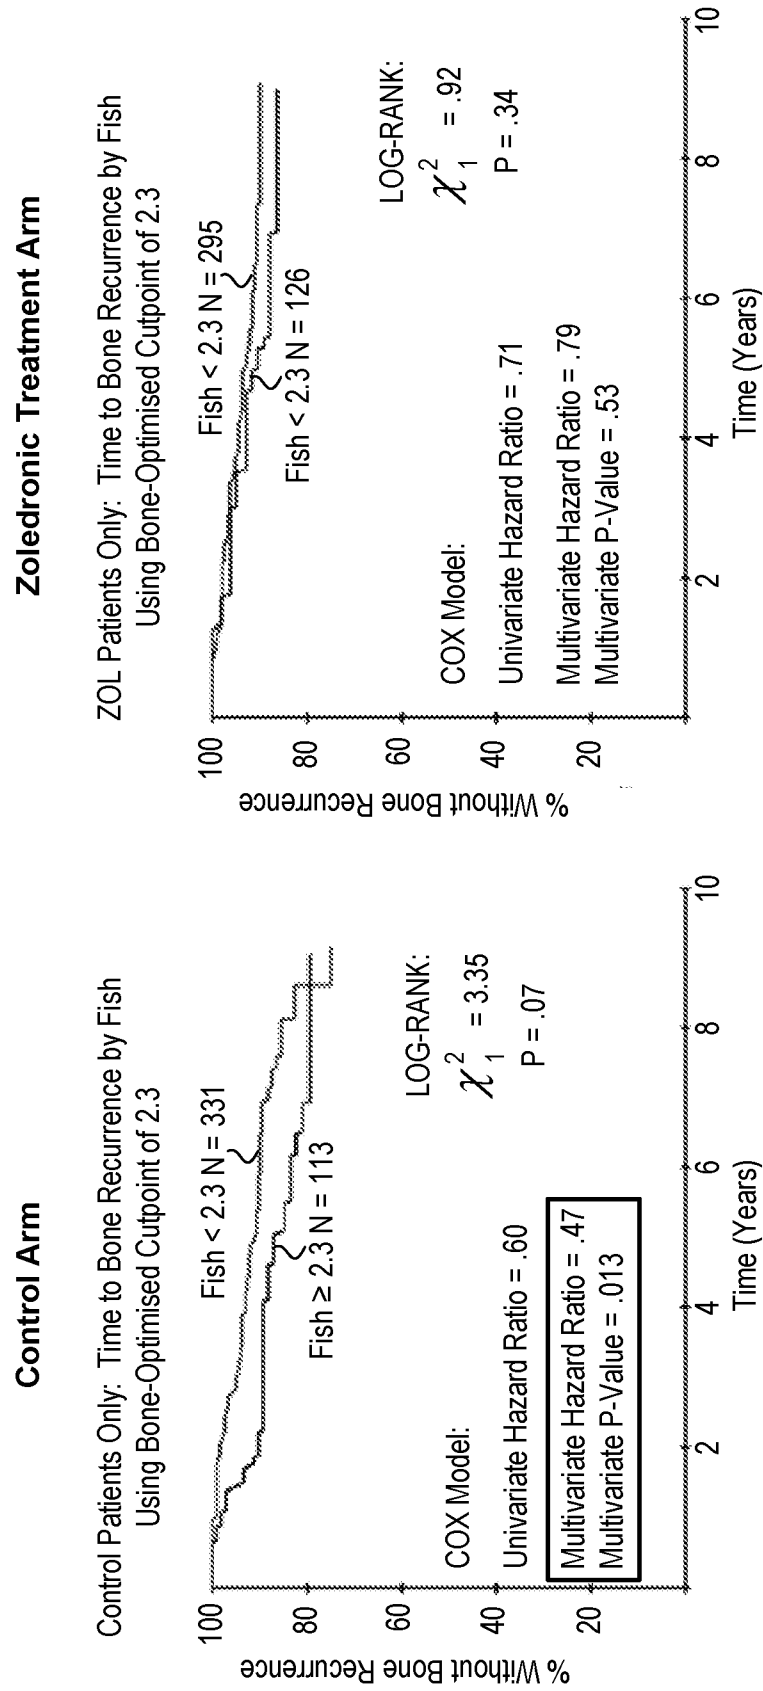 Control Arm
Control Patients Only: Time to Bone Recurrence by Fish
Using Bone-Optimised Cutpoint of 2.3
% Without Bone Recurrence
100
80
60
40
20
Fish < 2.3 N = 331
Fish ≥ 2.3 N = 113
LOG-RANK:
χ²₁ = 3.35
P = .07
COX Model:
Univariate Hazard Ratio = .60
Multivariate Hazard Ratio = .47
Multivariate P-Value = .013
2
4
6
8
10
Time (Years)
Zoledronic Treatment Arm
ZOL Patients Only: Time to Bone Recurrence by Fish
Using Bone-Optimised Cutpoint of 2.3
% Without Bone Recurrence
100
80
60
40
20
Fish < 2.3 N = 295
Fish < 2.3 N = 126
LOG-RANK:
χ²₁ = .92
P = .34
COX Model:
Univariate Hazard Ratio = .71
Multivariate Hazard Ratio = .79
Multivariate P-Value = .53
2
4
6
8
10
Time (Years)